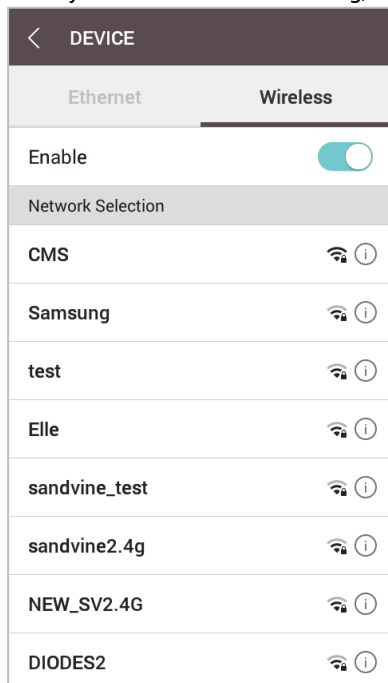 DEVICE
Ethernet Wireless
Enable
Network Selection
CMS
Samsung
test
Elle
sandvine_test
sandvine2.4g
NEW_SV2.4G
DIODES2